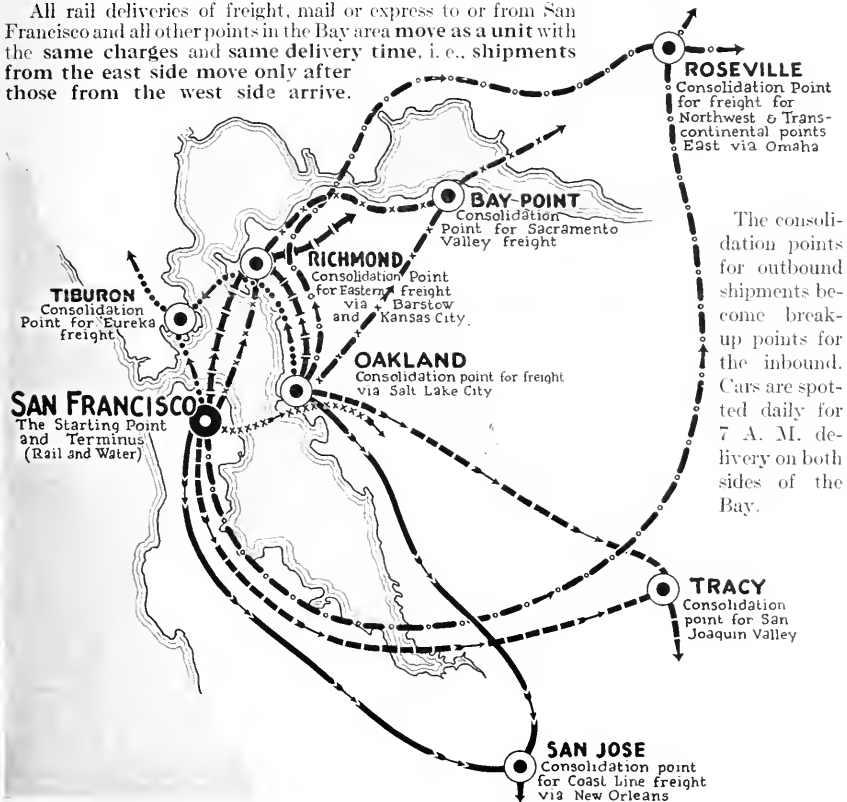 All rail deliveries of freight, mail or express to or from San
Francisco and all other points in the Bay area move as a unit with
the same charges and same delivery time, i. e., shipments
from the east side move only after
those from the west side arrive.
ROSEVILLE
Consolidation Point
for freight for
Northwest & Trans-
continental points
East via Omaha
BAY-POINT
Consolidation
Point for Sacramento
Valley freight
The consoli-
dation points
for outbound
shipments be-
come break-
up points for
the inbound.
Cars are spot-
ted daily for
7 A. M. de-
livery on both
sides of the
Bay.
RICHMOND
Consolidation Point
for Eastern freight
via Barstow
and Kansas City.
TIBURON
Consolidation
Point for Eureka
freight
OAKLAND
Consolidation point for freight
via Salt Lake City
SAN FRANCISCO
The Starting Point
and Terminus
(Rail and Water)
TRACY
Consolidation
point for San
Joaquin Valley
SAN JOSE
Consolidation point
for Coast Line freight
via New Orleans